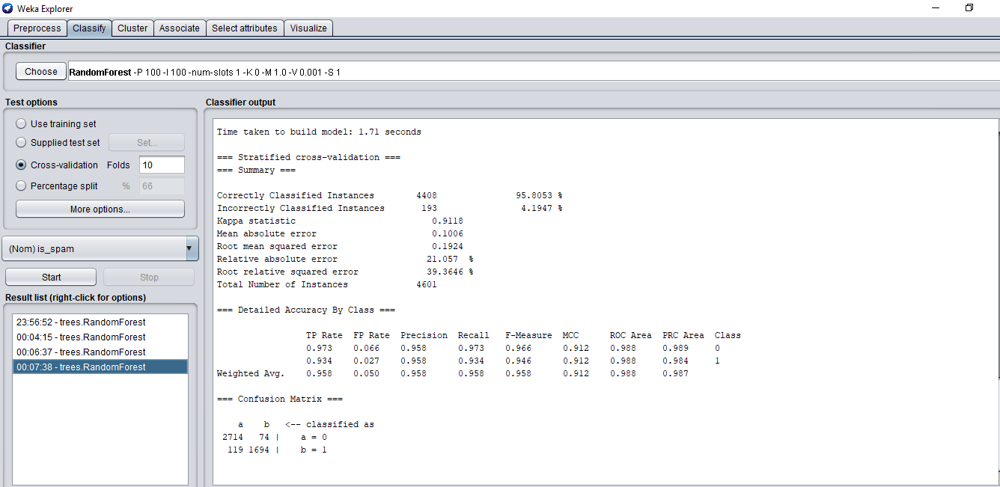 Weka Explorer
Preprocess Classify Cluster Associate Select attributes Visualize
Classifier
Choose RandomForest -P 100 -I 100 -num-slots 1 -K 0 -M 1.0 -V 0.001 -S 1
Test options
Use training set
Supplied test set Set...
Cross-validation Folds 10
Percentage split % 66
More options...
(Nom) is_spam
Start Stop
Result list (right-click for options)
23:56:52 - trees.RandomForest
00:04:15 - trees.RandomForest
00:06:37 - trees.RandomForest
00:07:38 - trees.RandomForest
Classifier output
Time taken to build model: 1.71 seconds
=== Stratified cross-validation ===
=== Summary ===
Correctly Classified Instances 4408 95.8053 %
Incorrectly Classified Instances 193 4.1947 %
Kappa statistic 0.9118
Mean absolute error 0.1006
Root mean squared error 0.1924
Relative absolute error 21.057 %
Root relative squared error 39.3646 %
Total Number of Instances 4601
=== Detailed Accuracy By Class ===
TP Rate FP Rate Precision Recall F-Measure MCC ROC Area PRC Area Class
0.973 0.066 0.958 0.973 0.966 0.912 0.988 0.989 0
0.934 0.027 0.958 0.934 0.946 0.912 0.988 0.984 1
Weighted Avg. 0.958 0.050 0.958 0.958 0.958 0.912 0.988 0.987
=== Confusion Matrix ===
a b <-- classified as
2714 74 | a = 0
119 1694 | b = 1